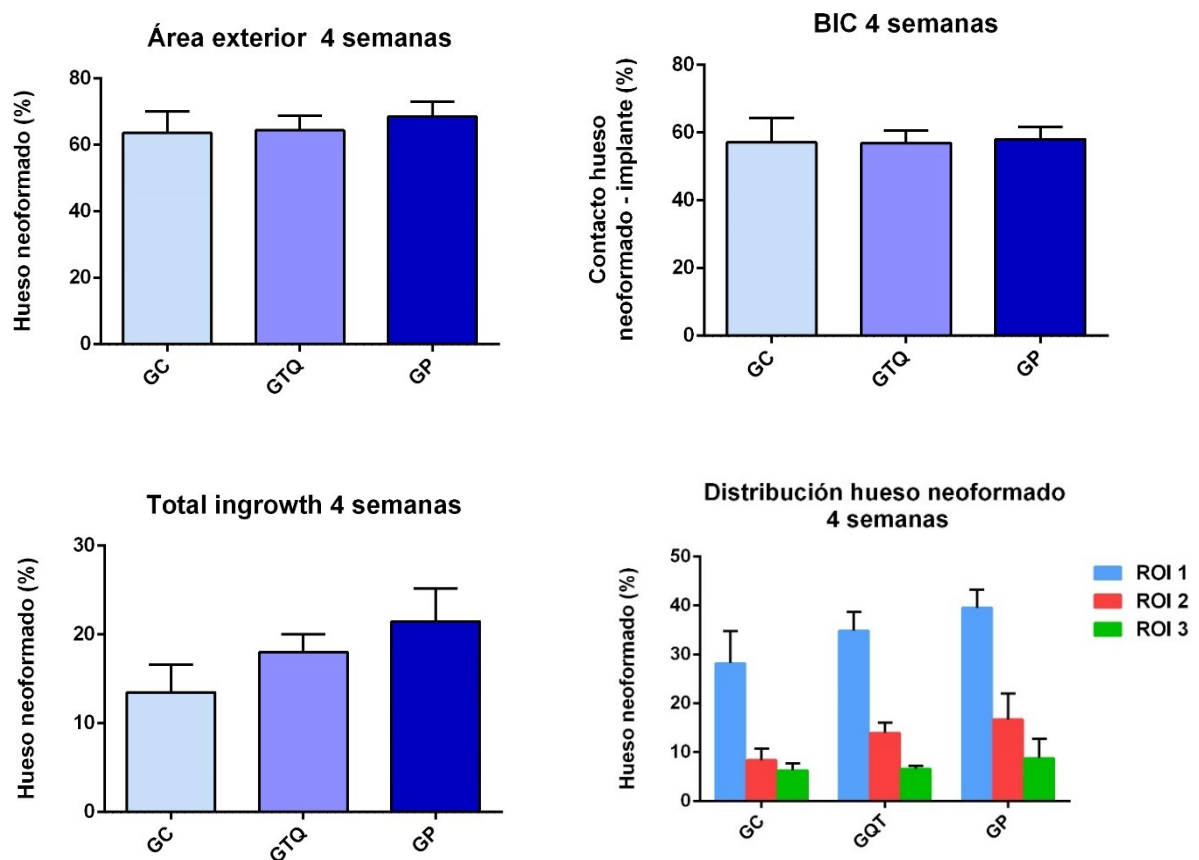 Área exterior 4 semanas
Hueso neoformado (%)
80
60
40
20
0
GC
GTQ
GP
BIC 4 semanas
Contacto hueso
neoformado - implante (%)
80
60
40
20
0
GC
GTQ
GP
Total ingrowth 4 semanas
Hueso neoformado (%)
30
20
10
0
GC
GTQ
GP
Distribución hueso neoformado
4 semanas
Hueso neoformado (%)
50
40
30
20
10
0
GC
GQT
GP
ROI 1
ROI 2
ROI 3